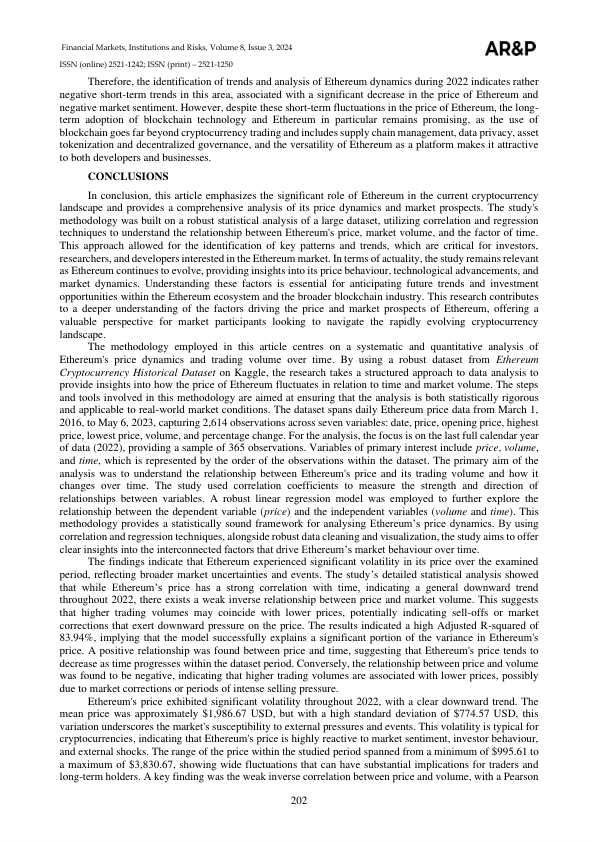 Financial Markets, Institutions and Risks, Volume 8, Issue 3, 2024
AR&P
ISSN (online) 2521-1242; ISSN (print) – 2521-1250
Therefore, the identification of trends and analysis of Ethereum dynamics during 2022 indicates rather
negative short-term trends in this area, associated with a significant decrease in the price of Ethereum and
negative market sentiment. However, despite these short-term fluctuations in the price of Ethereum, the long-
term adoption of blockchain technology and Ethereum in particular remains promising, as the use of
blockchain goes far beyond cryptocurrency trading and includes supply chain management, data privacy, asset
tokenization and decentralized governance, and the versatility of Ethereum as a platform makes it attractive
to both developers and businesses.
CONCLUSIONS
In conclusion, this article emphasizes the significant role of Ethereum in the current cryptocurrency
landscape and provides a comprehensive analysis of its price dynamics and market prospects. The study's
methodology was built on a robust statistical analysis of a large dataset, utilizing correlation and regression
techniques to understand the relationship between Ethereum's price, market volume, and the factor of time.
This approach allowed for the identification of key patterns and trends, which are critical for investors,
researchers, and developers interested in the Ethereum market. In terms of actuality, the study remains relevant
as Ethereum continues to evolve, providing insights into its price behaviour, technological advancements, and
market dynamics. Understanding these factors is essential for anticipating future trends and investment
opportunities within the Ethereum ecosystem and the broader blockchain industry. This research contributes
to a deeper understanding of the factors driving the price and market prospects of Ethereum, offering a
valuable perspective for market participants looking to navigate the rapidly evolving cryptocurrency
landscape.
The methodology employed in this article centres on a systematic and quantitative analysis of
Ethereum's price dynamics and trading volume over time. By using a robust dataset from Ethereum
Cryptocurrency Historical Dataset on Kaggle, the research takes a structured approach to data analysis to
provide insights into how the price of Ethereum fluctuates in relation to time and market volume. The steps
and tools involved in this methodology are aimed at ensuring that the analysis is both statistically rigorous
and applicable to real-world market conditions. The dataset spans daily Ethereum price data from March 1,
2016, to May 6, 2023, capturing 2,614 observations across seven variables: date, price, opening price, highest
price, lowest price, volume, and percentage change. For the analysis, the focus is on the last full calendar year
of data (2022), providing a sample of 365 observations. Variables of primary interest include price, volume,
and time, which is represented by the order of the observations within the dataset. The primary aim of the
analysis was to understand the relationship between Ethereum's price and its trading volume and how it
changes over time. The study used correlation coefficients to measure the strength and direction of
relationships between variables. A robust linear regression model was employed to further explore the
relationship between the dependent variable (price) and the independent variables (volume and time). This
methodology provides a statistically sound framework for analysing Ethereum’s price dynamics. By using
correlation and regression techniques, alongside robust data cleaning and visualization, the study aims to offer
clear insights into the interconnected factors that drive Ethereum’s market behaviour over time.
The findings indicate that Ethereum experienced significant volatility in its price over the examined
period, reflecting broader market uncertainties and events. The study’s detailed statistical analysis showed
that while Ethereum’s price has a strong correlation with time, indicating a general downward trend
throughout 2022, there exists a weak inverse relationship between price and market volume. This suggests
that higher trading volumes may coincide with lower prices, potentially indicating sell-offs or market
corrections that exert downward pressure on the price. The results indicated a high Adjusted R-squared of
83.94%, implying that the model successfully explains a significant portion of the variance in Ethereum's
price. A positive relationship was found between price and time, suggesting that Ethereum's price tends to
decrease as time progresses within the dataset period. Conversely, the relationship between price and volume
was found to be negative, indicating that higher trading volumes are associated with lower prices, possibly
due to market corrections or periods of intense selling pressure.
Ethereum's price exhibited significant volatility throughout 2022, with a clear downward trend. The
mean price was approximately $1,986.67 USD, but with a high standard deviation of $774.57 USD, this
variation underscores the market's susceptibility to external pressures and events. This volatility is typical for
cryptocurrencies, indicating that Ethereum's price is highly reactive to market sentiment, investor behaviour,
and external shocks. The range of the price within the studied period spanned from a minimum of $995.61 to
a maximum of $3,830.67, showing wide fluctuations that can have substantial implications for traders and
long-term holders. A key finding was the weak inverse correlation between price and volume, with a Pearson
202